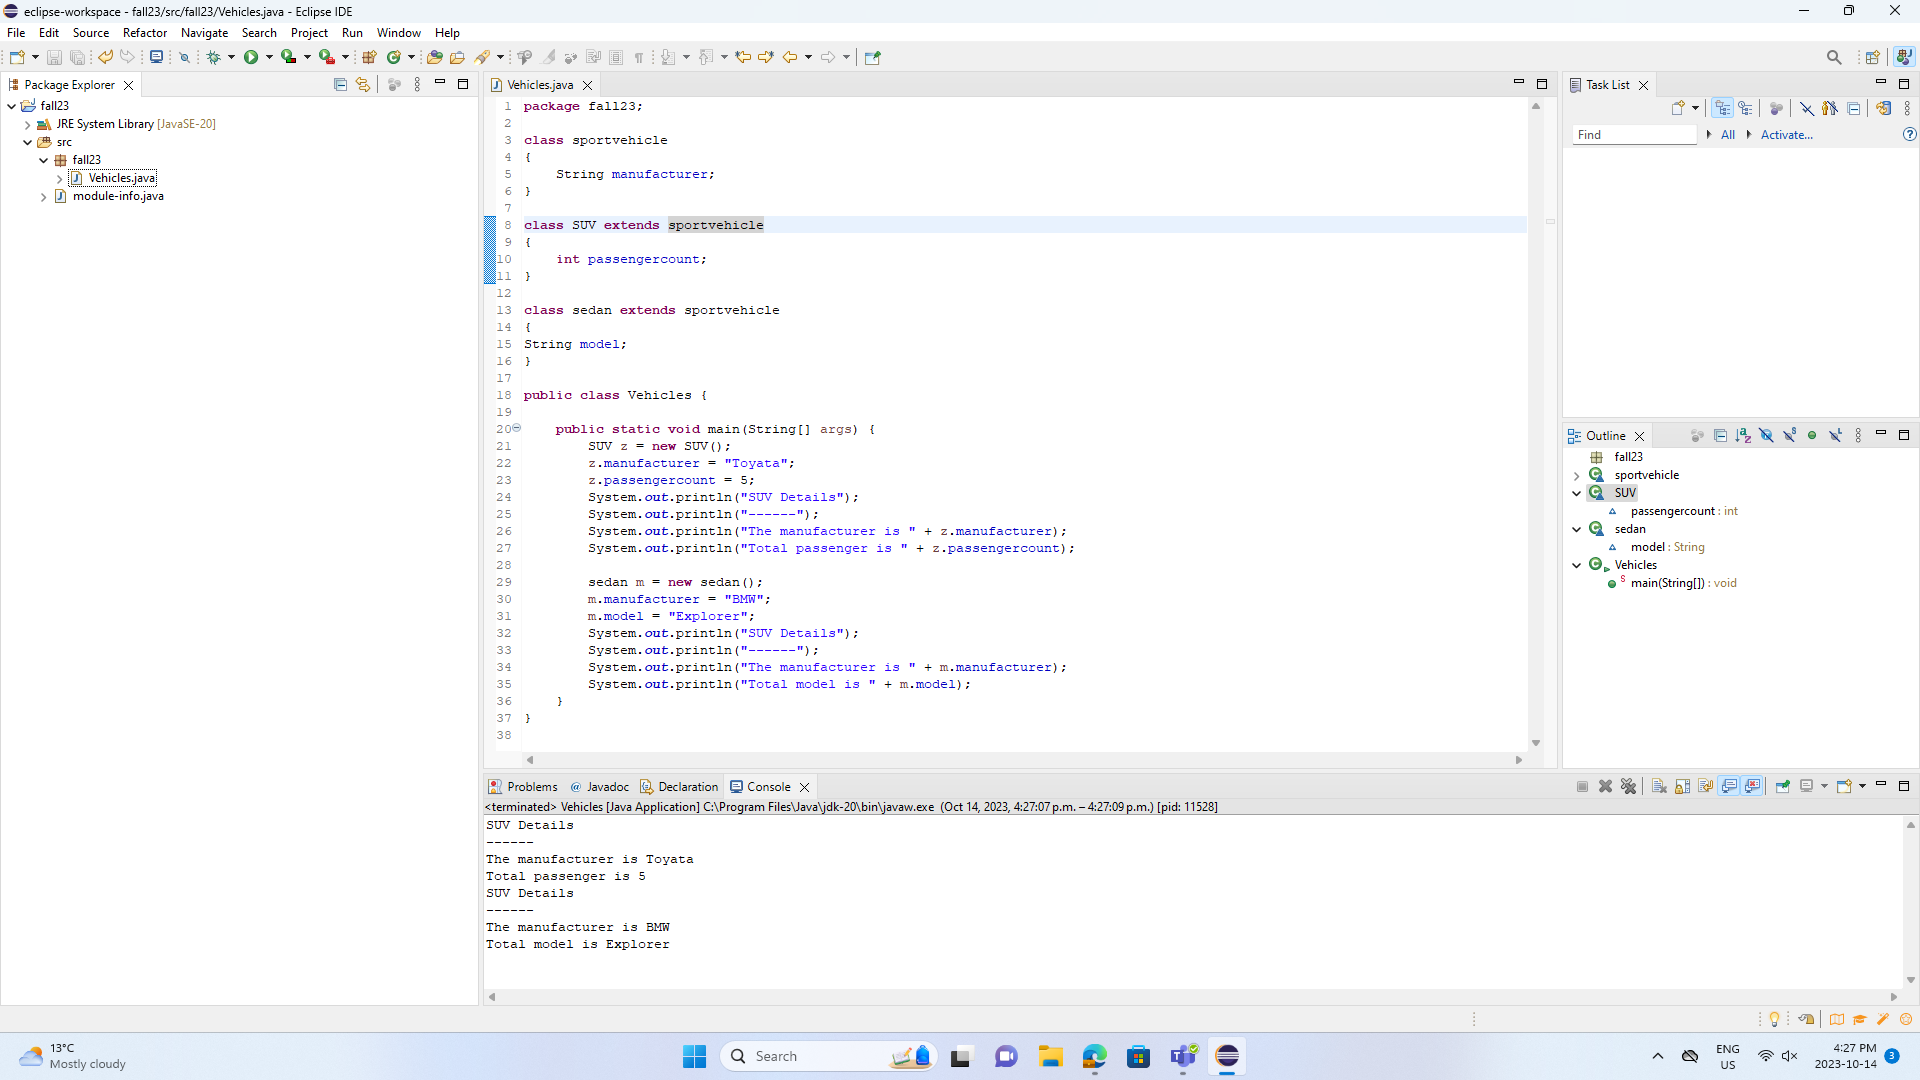 eclipse-workspace - fall23/src/fall23/Vehicles.java - Eclipse IDE
File Edit Source Refactor Navigate Search Project Run Window Help
Package Explorer
fall23
JRE System Library [JavaSE-20]
src
fall23
Vehicles.java
module-info.java
Vehicles.java
1 package fall23;
2
3 class sportvehicle
4 {
5 String manufacturer;
6 }
7
8 class SUV extends sportvehicle
9 {
10 int passengercount;
11 }
12
13 class sedan extends sportvehicle
14 {
15 String model;
16 }
17
18 public class Vehicles {
19
20 public static void main(String[] args) {
21 SUV z = new SUV();
22 z.manufacturer = "Toyata";
23 z.passengercount = 5;
24 System.out.println("SUV Details");
25 System.out.println("------");
26 System.out.println("The manufacturer is " + z.manufacturer);
27 System.out.println("Total passenger is " + z.passengercount);
28
29 sedan m = new sedan();
30 m.manufacturer = "BMW";
31 m.model = "Explorer";
32 System.out.println("SUV Details");
33 System.out.println("------");
34 System.out.println("The manufacturer is " + m.manufacturer);
35 System.out.println("Total model is " + m.model);
36 }
37 }
38
Task List
Find All Activate...
Outline
fall23
sportvehicle
SUV
passengercount : int
sedan
model : String
Vehicles
main(String[]) : void
Problems Javadoc Declaration Console
<terminated> Vehicles [Java Application] C:\Program Files\Java\jdk-20\bin\javaw.exe (Oct 14, 2023, 4:27:07 p.m. – 4:27:09 p.m.) [pid: 11528]
SUV Details
------
The manufacturer is Toyata
Total passenger is 5
SUV Details
------
The manufacturer is BMW
Total model is Explorer
13°C
Mostly cloudy
Search
ENG
US
4:27 PM
2023-10-14
3